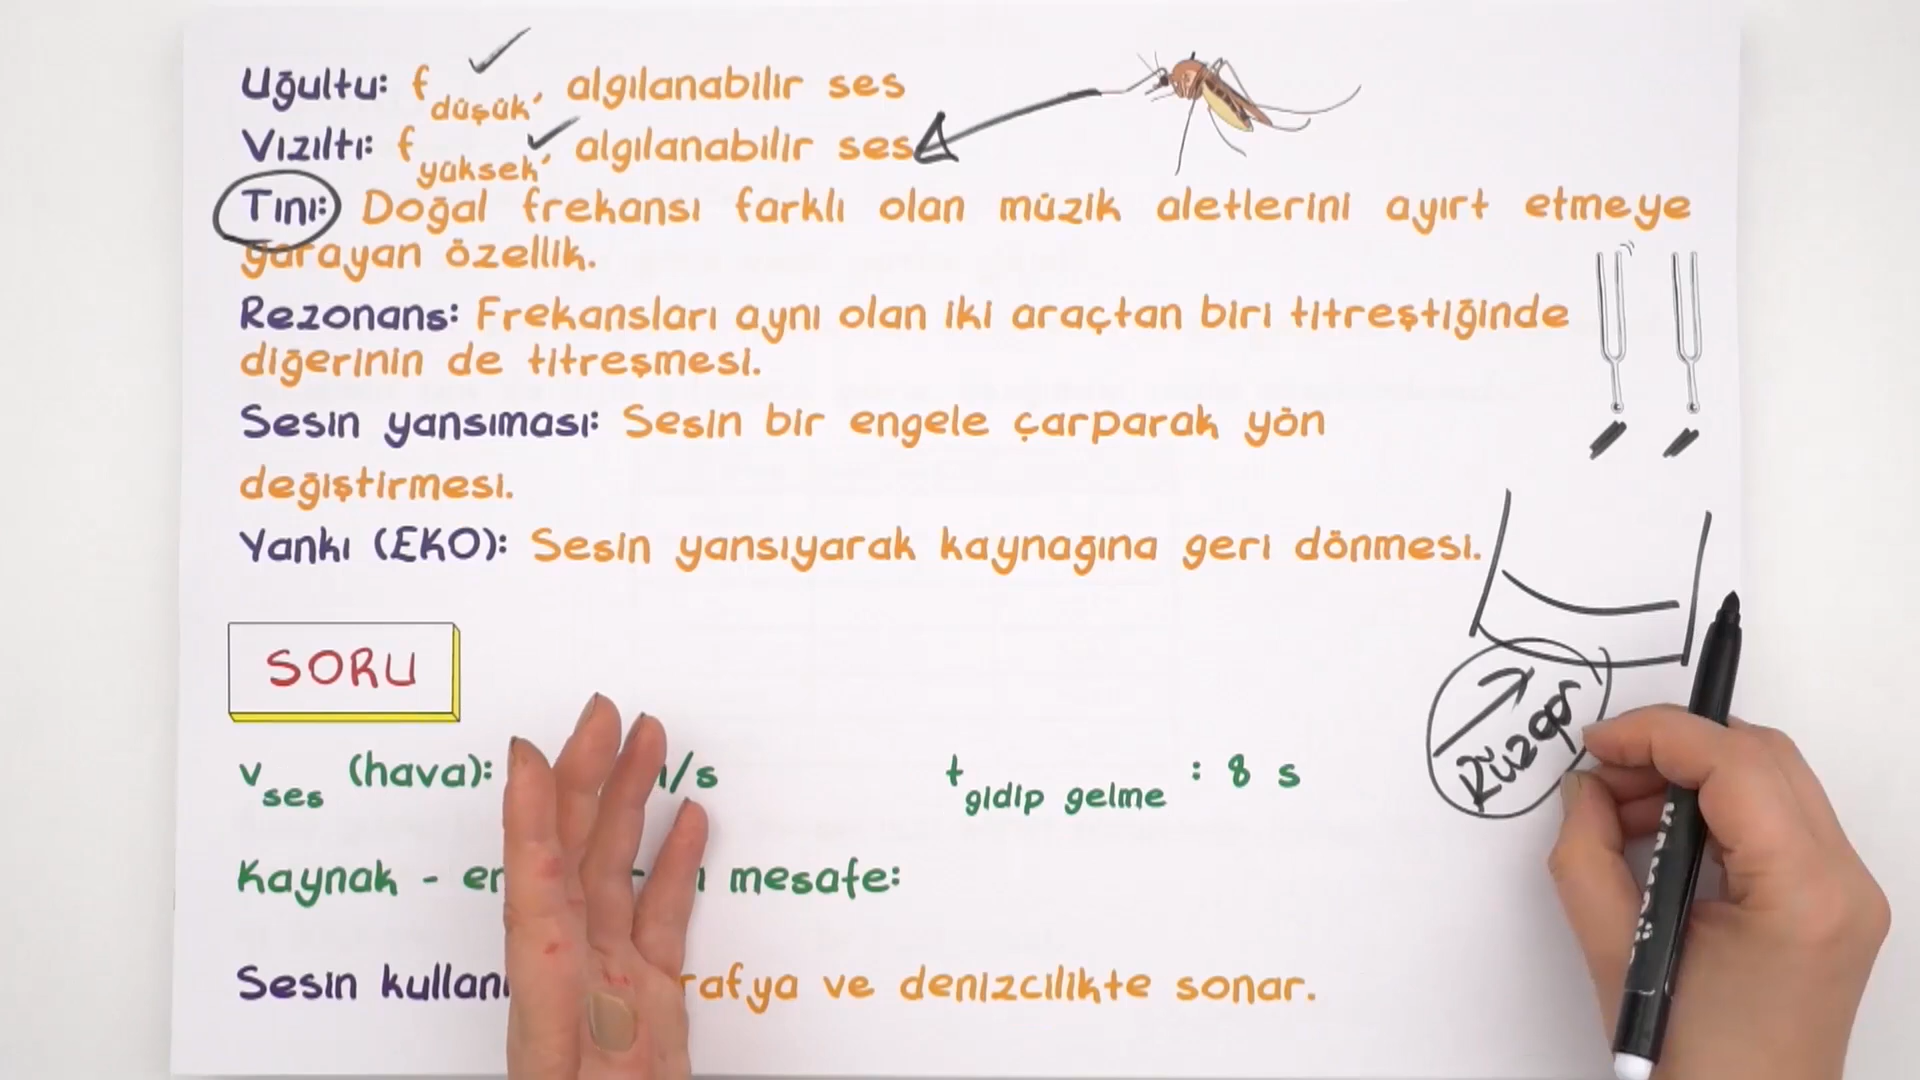 Uğultu: f düşük, algılanabilir ses
Vızıltı: f yüksek, algılanabilir ses
Tını: Doğal frekansı farklı olan müzik aletlerini ayırt etmeye
yarayan özellik.
Rezonans: Frekansları aynı olan iki araçtan biri titreştiğinde
diğerinin de titreşmesi.
Sesin yansıması: Sesin bir engele çarparak yön
değiştirmesi.
Yankı (EKO): Sesin yansıyarak kaynağına geri dönmesi.
SORU
Rüzgar
v ses (hava): m/s t gidip gelme : 8 s
Kaynak - mesafe:
Sesin ve denizcilikte sonar.